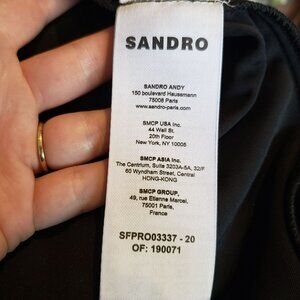 SANDRO
SANDRO ANDY
150 boulevard Haussmann
75008 Paris
www.sandro-paris.com
SMCP USA Inc.
44 Wall St.
20th Floor
New York, NY 10005
SMCP ASIA Inc.
The Centrium, Suite 3203A-5A, 32/F
60 Wyndham Street, Central
HONG-KONG
SMCP GROUP,
49, rue Etienne Marcel,
75001 Paris,
France
SFPRO03337 - 20
OF: 190071